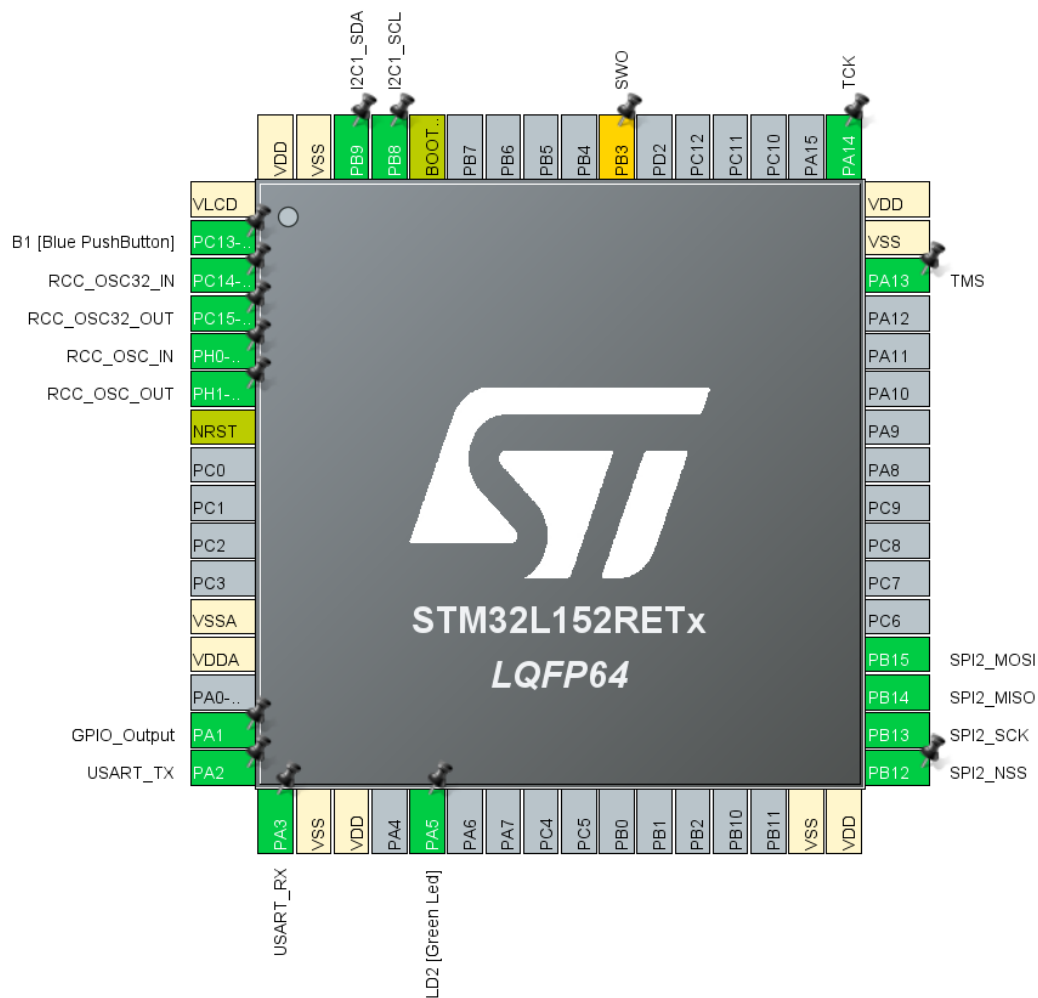 I2C1_SDA
I2C1_SCL
SWO
TCK
VDD
VSS
PB9
PB8
BOOT..
PB7
PB6
PB5
PB4
PB3
PD2
PC12
PC11
PC10
PA15
PA14
VLCD
B1 [Blue PushButton] PC13-..
RCC_OSC32_IN PC14-..
RCC_OSC32_OUT PC15-..
RCC_OSC_IN PH0-..
RCC_OSC_OUT PH1-..
NRST
PC0
PC1
PC2
PC3
VSSA
VDDA
PA0-..
GPIO_Output PA1
USART_TX PA2
ST
STM32L152RETx
LQFP64
VDD
VSS
PA13 TMS
PA12
PA11
PA10
PA9
PA8
PC9
PC8
PC7
PC6
PB15 SPI2_MOSI
PB14 SPI2_MISO
PB13 SPI2_SCK
PB12 SPI2_NSS
PA3
VSS
VDD
PA4
PA5
PA6
PA7
PC4
PC5
PB0
PB1
PB2
PB10
PB11
VSS
VDD
USART_RX
LD2 [Green Led]